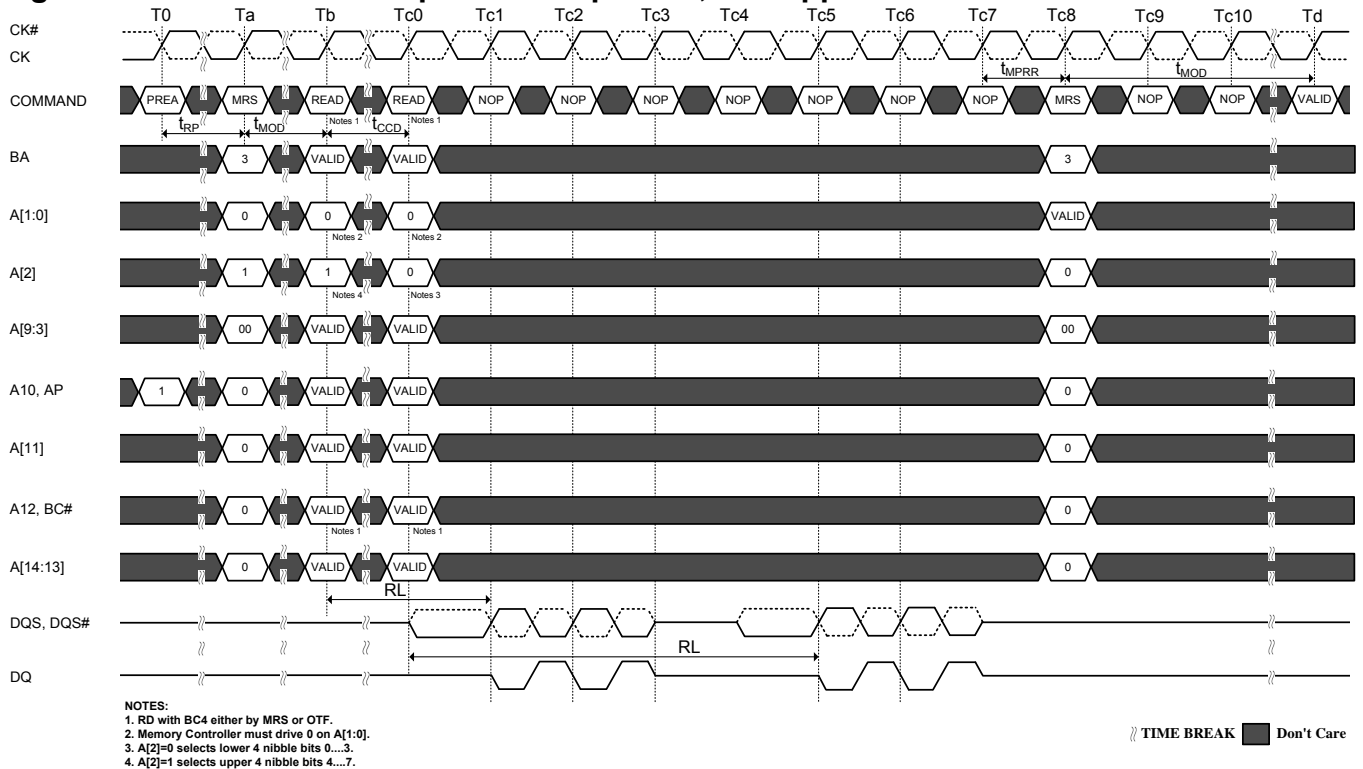 T0 Ta Tb Tc0 Tc1 Tc2 Tc3 Tc4 Tc5 Tc6 Tc7 Tc8 Tc9 Tc10 Td
CK#
CK
tMPRR tMOD
COMMAND PREA MRS READ READ NOP NOP NOP NOP NOP NOP NOP MRS NOP NOP VALID
Notes 1 Notes 1
tRP tMOD tCCD
BA 3 VALID VALID 3
A[1:0] 0 0 0 VALID
Notes 2 Notes 2
A[2] 1 1 0 0
Notes 4 Notes 3
A[9:3] 00 VALID VALID 00
A10, AP 1 0 VALID VALID 0
A[11] 0 VALID VALID 0
A12, BC# 0 VALID VALID 0
Notes 1 Notes 1
A[14:13] 0 VALID VALID 0
RL
DQS, DQS#
RL
DQ
NOTES:
1. RD with BC4 either by MRS or OTF.
2. Memory Controller must drive 0 on A[1:0].
3. A[2]=0 selects lower 4 nibble bits 0....3.
4. A[2]=1 selects upper 4 nibble bits 4....7.
TIME BREAK Don't Care